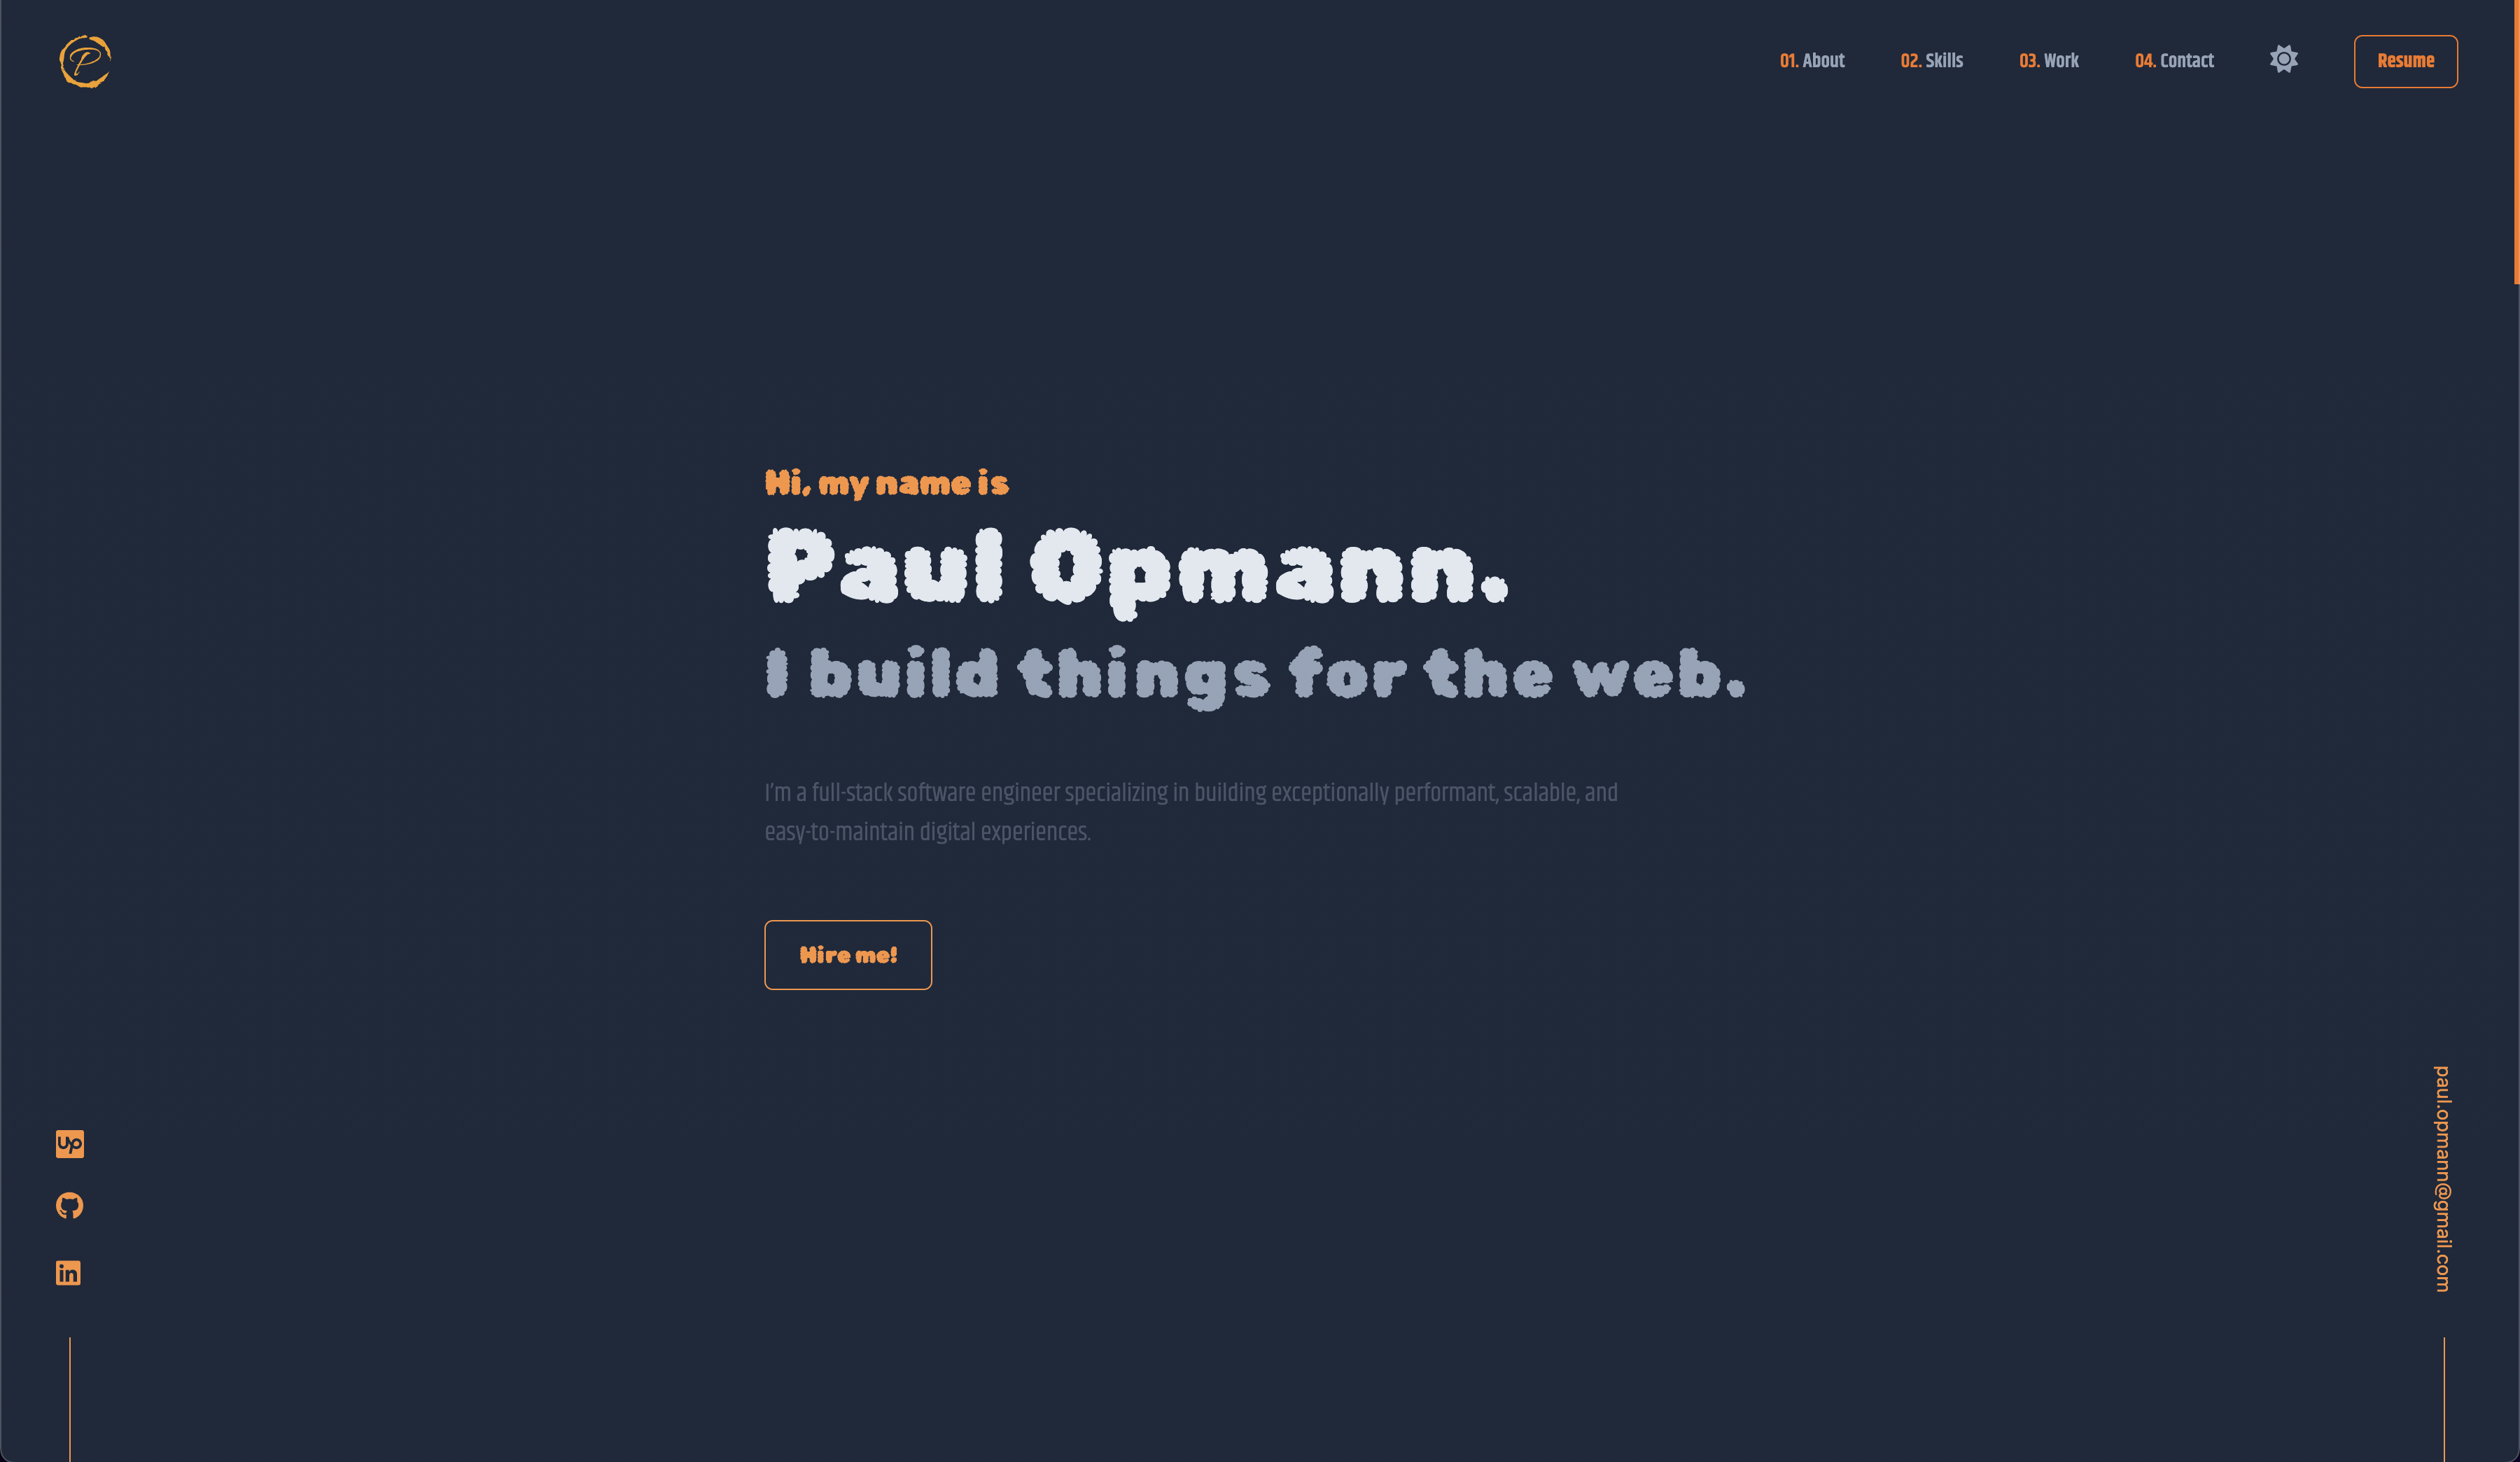 P
01. About
02. Skills
03. Work
04. Contact
Resume
Hi, my name is
Paul Opmann.
I build things for the web.
I'm a full-stack software engineer specializing in building exceptionally performant, scalable, and
easy-to-maintain digital experiences.
Hire me!
Up
in
paul.opmann@gmail.com